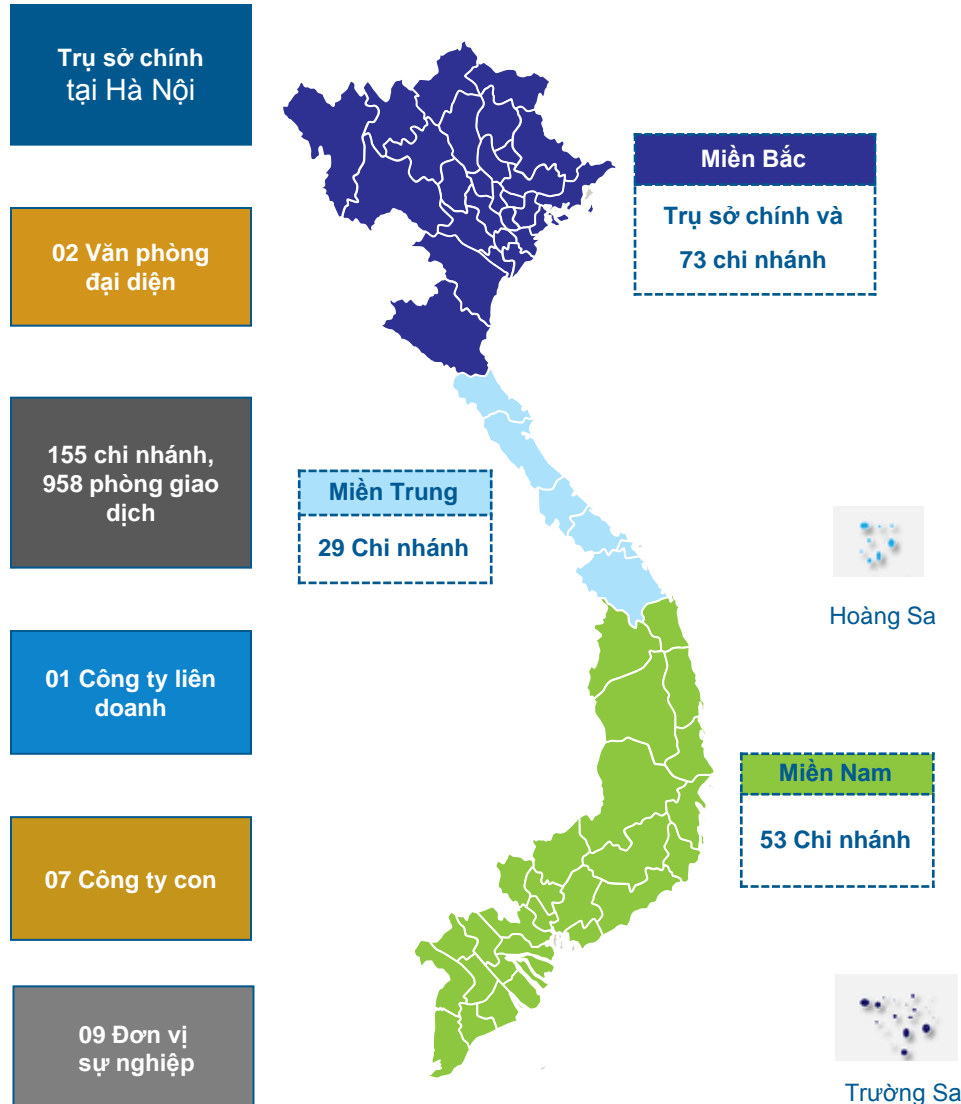 Trụ sở chính
tại Hà Nội
02 Văn phòng
đại diện
155 chi nhánh,
958 phòng giao
dịch
01 Công ty liên
doanh
07 Công ty con
09 Đơn vị
sự nghiệp
Miền Bắc
Trụ sở chính và
73 chi nhánh
Miền Trung
29 Chi nhánh
Hoàng Sa
Miền Nam
53 Chi nhánh
Trường Sa